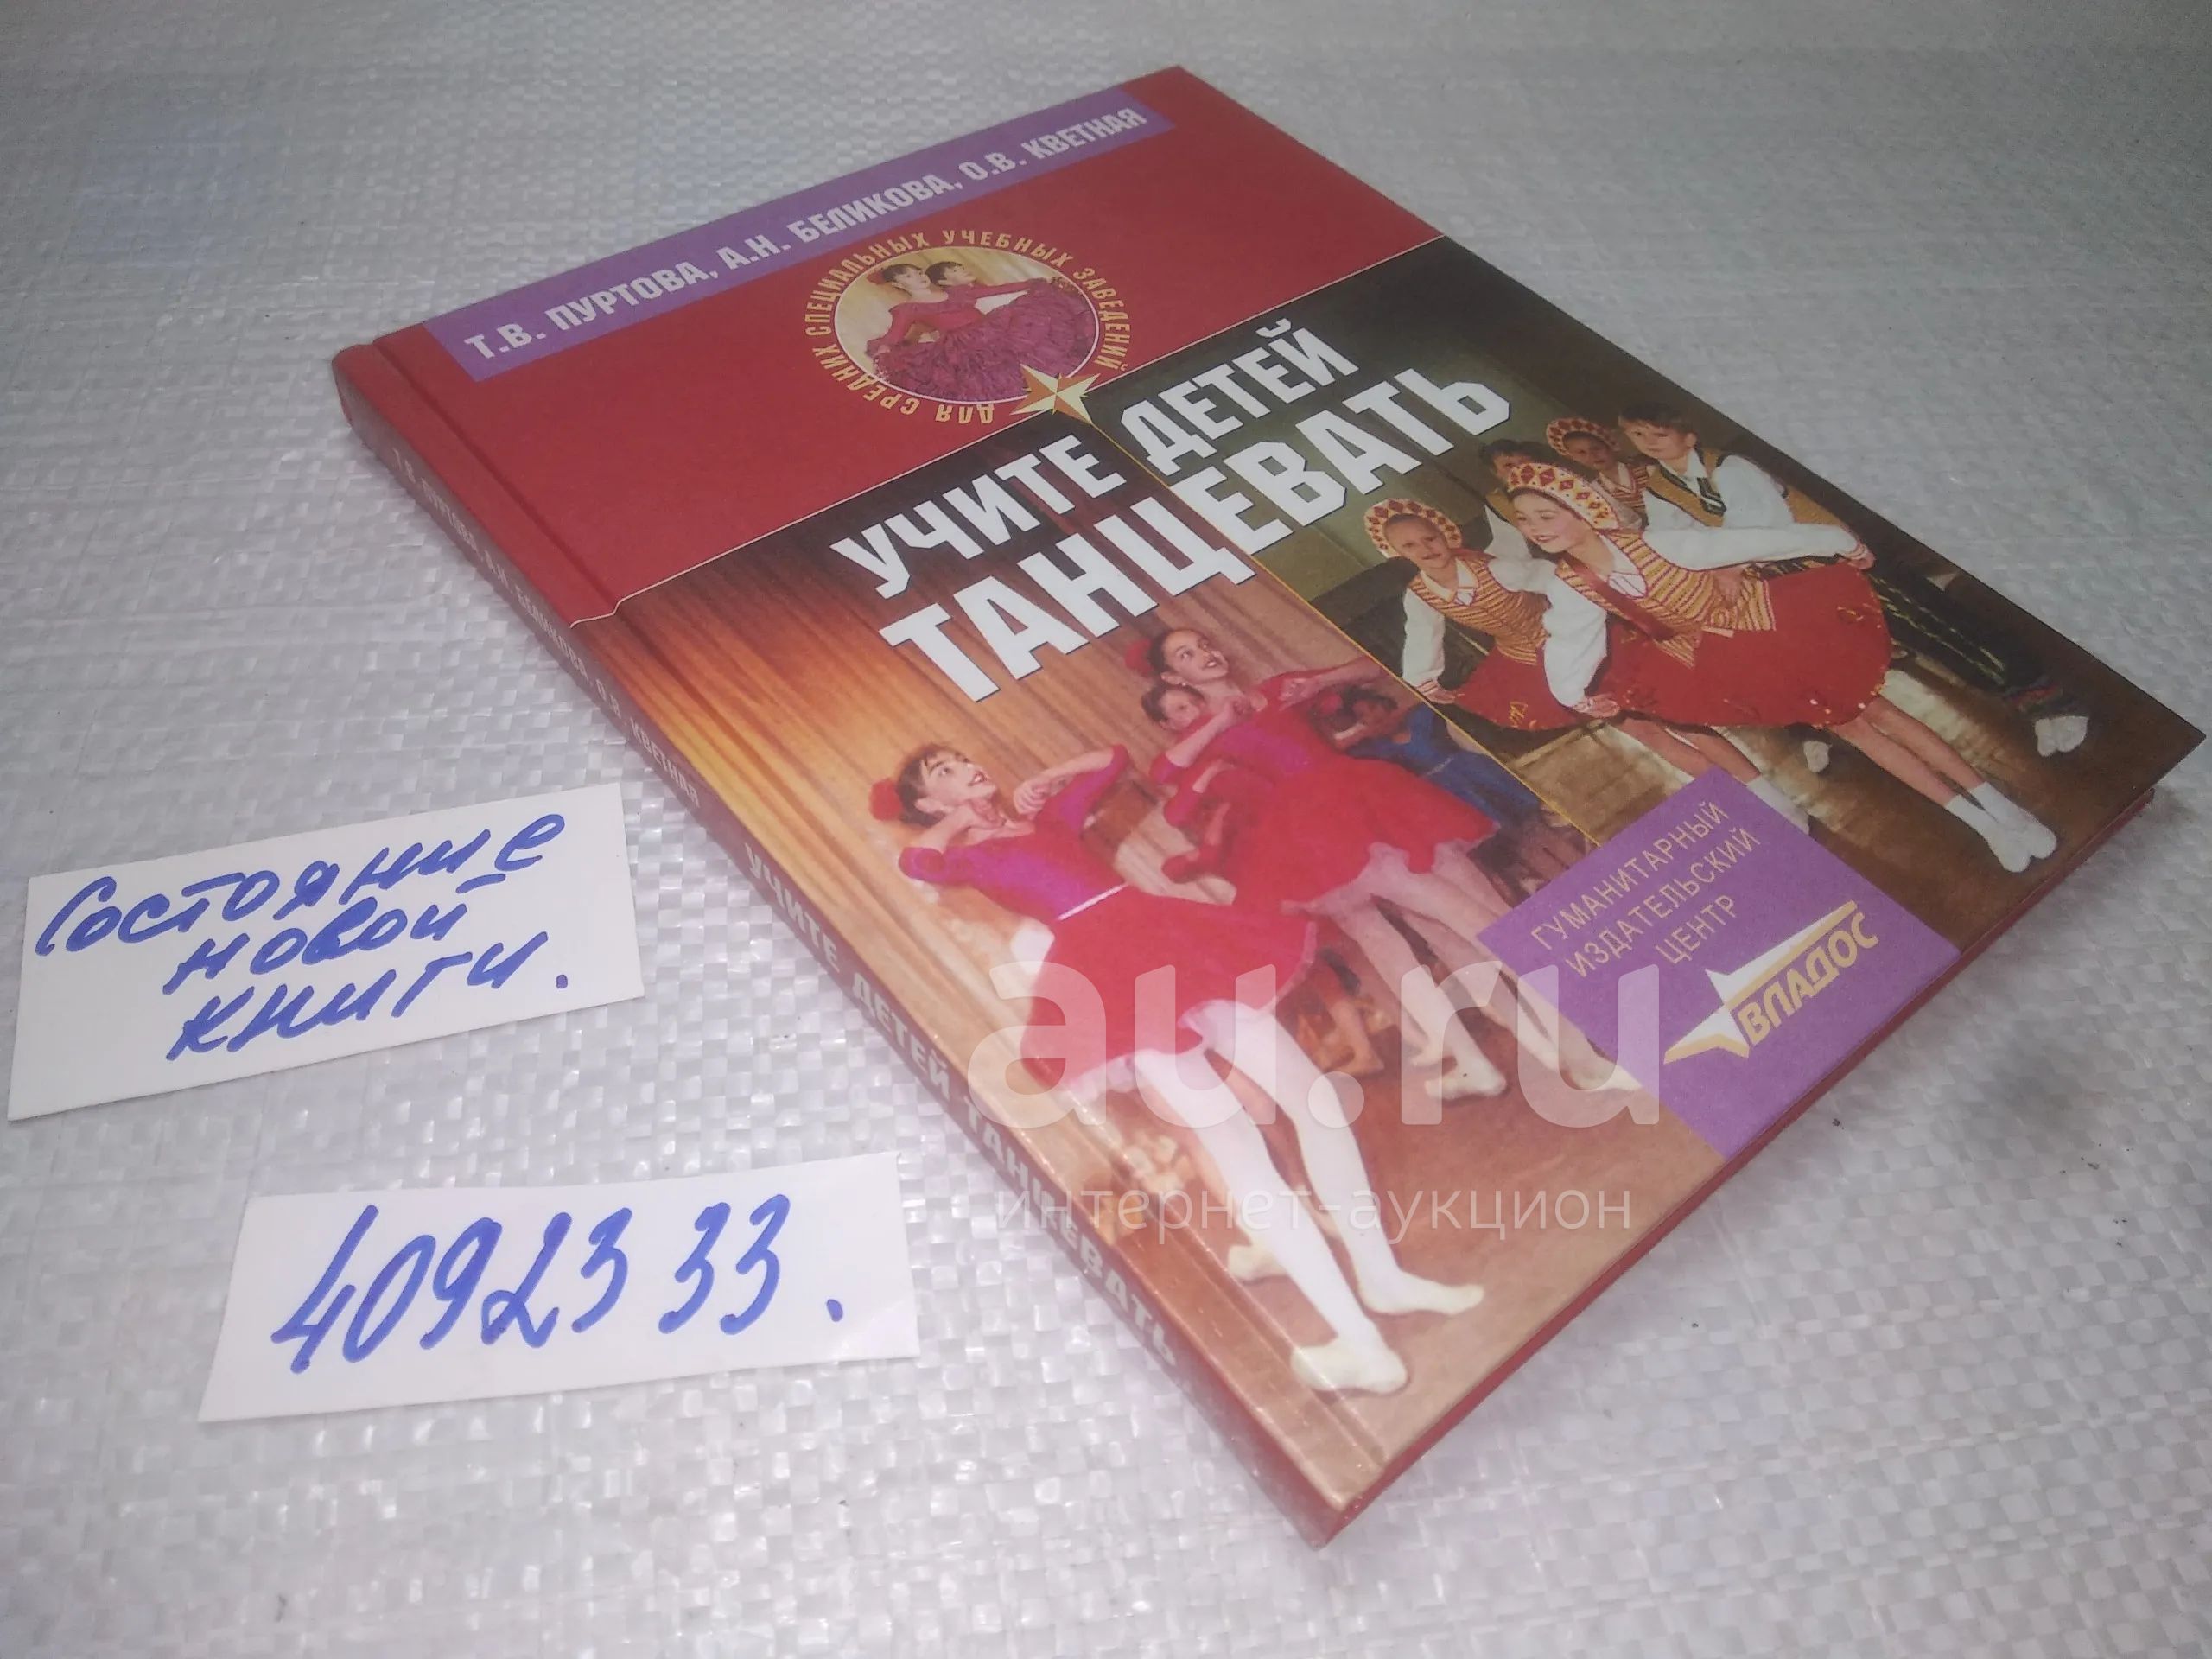 Т.В. ПУРТОВА, А.Н. БЕЛИКОВА, О.В. КВЕТНАЯ
ДЛЯ СРЕДНИХ СПЕЦИАЛЬНЫХ УЧЕБНЫХ ЗАВЕДЕНИЙ
УЧИТЕ ДЕТЕЙ
ТАНЦЕВАТЬ
ГУМАНИТАРНЫЙ
ИЗДАТЕЛЬСКИЙ
ЦЕНТР
ВЛАДОС
Т.В. ПУРТОВА, А.Н. БЕЛИКОВА, О.В. КВЕТНАЯ
УЧИТЕ ДЕТЕЙ ТАНЦЕВАТЬ
Состояние
новой
книги.
4092333.
au.ru
интернет-аукцион